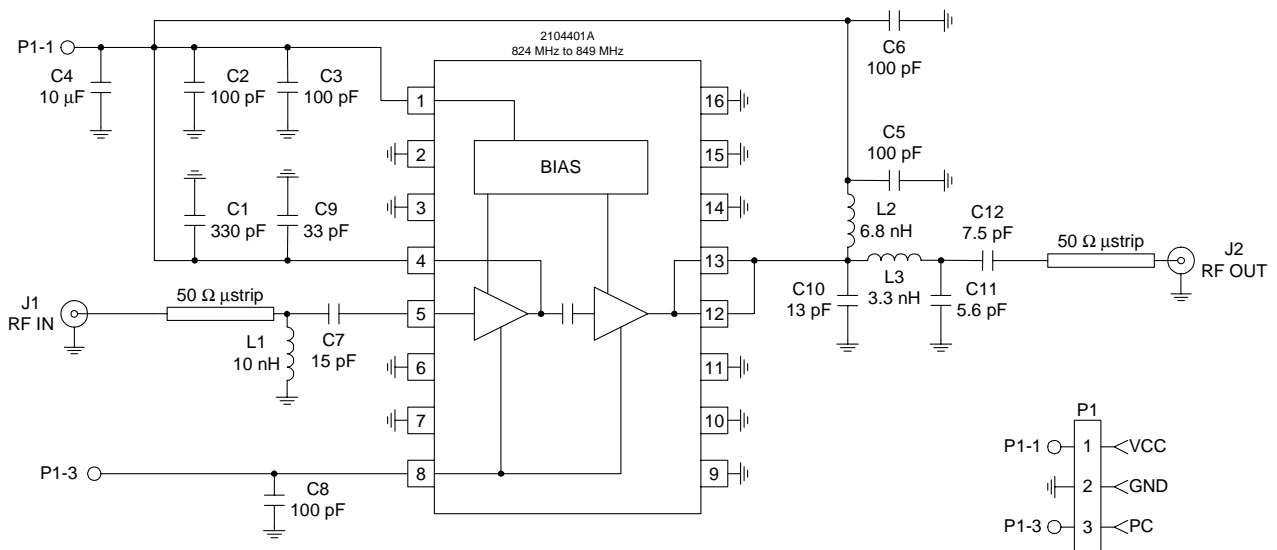 2104401A
824 MHz to 849 MHz
P1-1
C4
10 µF
C2
100 pF
C3
100 pF
C6
100 pF
1
16
2
15
BIAS
C5
100 pF
C1
330 pF
C9
33 pF
3
14
L2
6.8 nH
C12
7.5 pF
4
13
50 Ω µstrip
J2
RF OUT
J1
RF IN
50 Ω µstrip
L1
10 nH
C7
15 pF
5
12
C10
13 pF
L3
3.3 nH
C11
5.6 pF
6
11
7
10
P1-3
8
9
C8
100 pF
P1
P1-1
1
VCC
2
GND
P1-3
3
PC